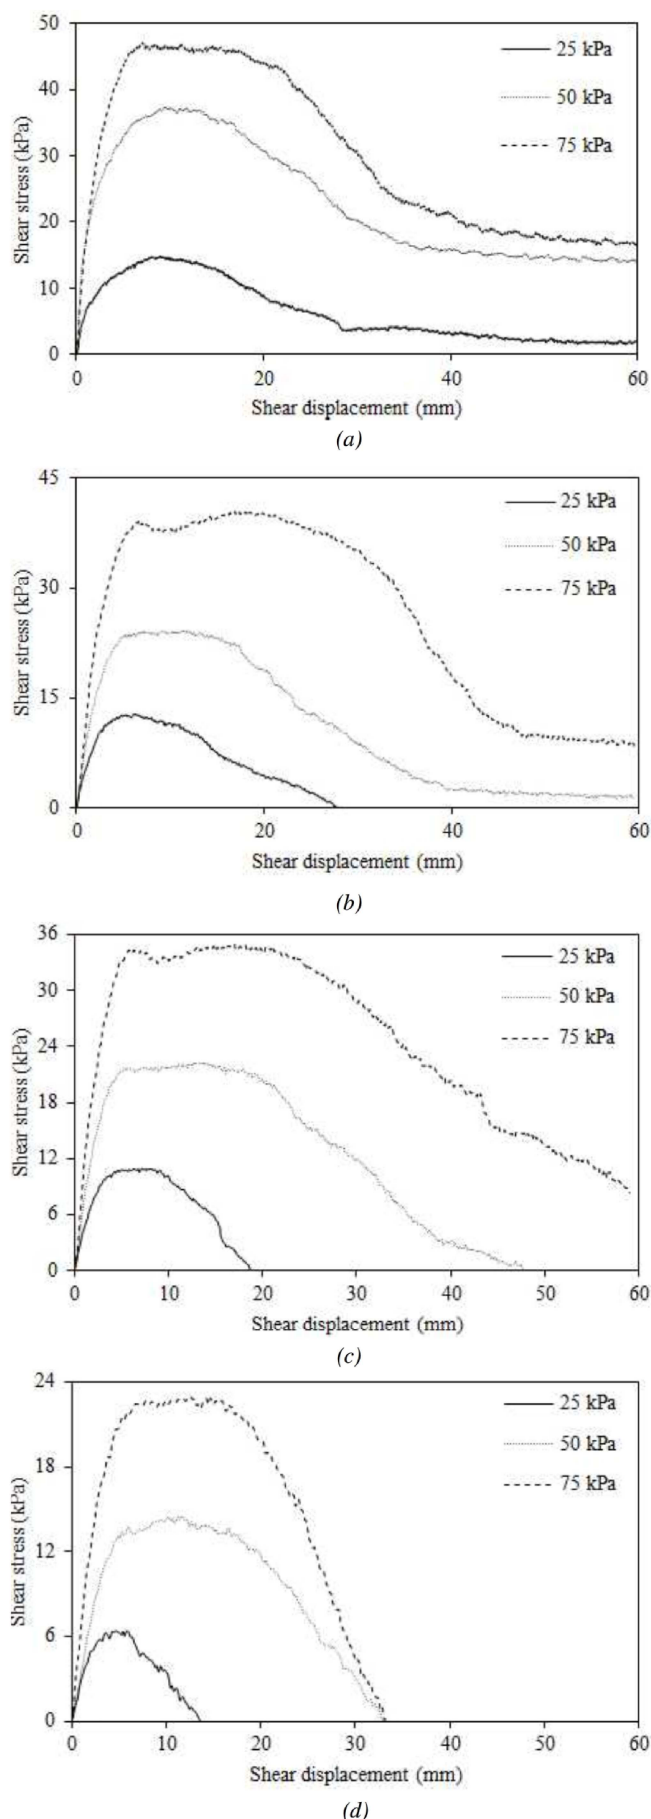 50
40
30
20
10
0
Shear stress (kPa)
25 kPa
50 kPa
75 kPa
0 20 40 60
Shear displacement (mm)
(a)
45
30
15
0
Shear stress (kPa)
25 kPa
50 kPa
75 kPa
0 20 40 60
Shear displacement (mm)
(b)
36
30
24
18
12
6
0
Shear stress (kPa)
25 kPa
50 kPa
75 kPa
0 10 20 30 40 50 60
Shear displacement (mm)
(c)
24
18
12
6
0
Shear stress (kPa)
25 kPa
50 kPa
75 kPa
0 10 20 30 40 50 60
Shear displacement (mm)
(d)